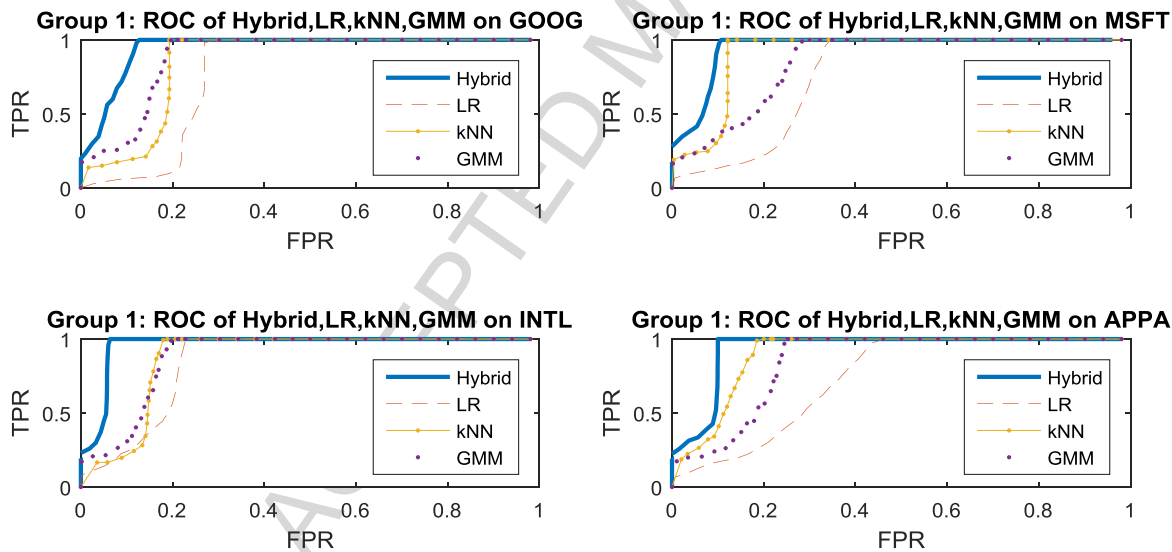 Group 1: ROC of Hybrid,LR,kNN,GMM on GOOG
1
0.5
0
TPR
0 0.2 0.4 0.6 0.8 1
FPR
Hybrid
LR
kNN
GMM
Group 1: ROC of Hybrid,LR,kNN,GMM on MSFT
1
0.5
0
TPR
0 0.2 0.4 0.6 0.8 1
FPR
Hybrid
LR
kNN
GMM
Group 1: ROC of Hybrid,LR,kNN,GMM on INTL
1
0.5
0
TPR
0 0.2 0.4 0.6 0.8 1
FPR
Hybrid
LR
kNN
GMM
Group 1: ROC of Hybrid,LR,kNN,GMM on APPA
1
0.5
0
TPR
0 0.2 0.4 0.6 0.8 1
FPR
Hybrid
LR
kNN
GMM
ACCEPTED M